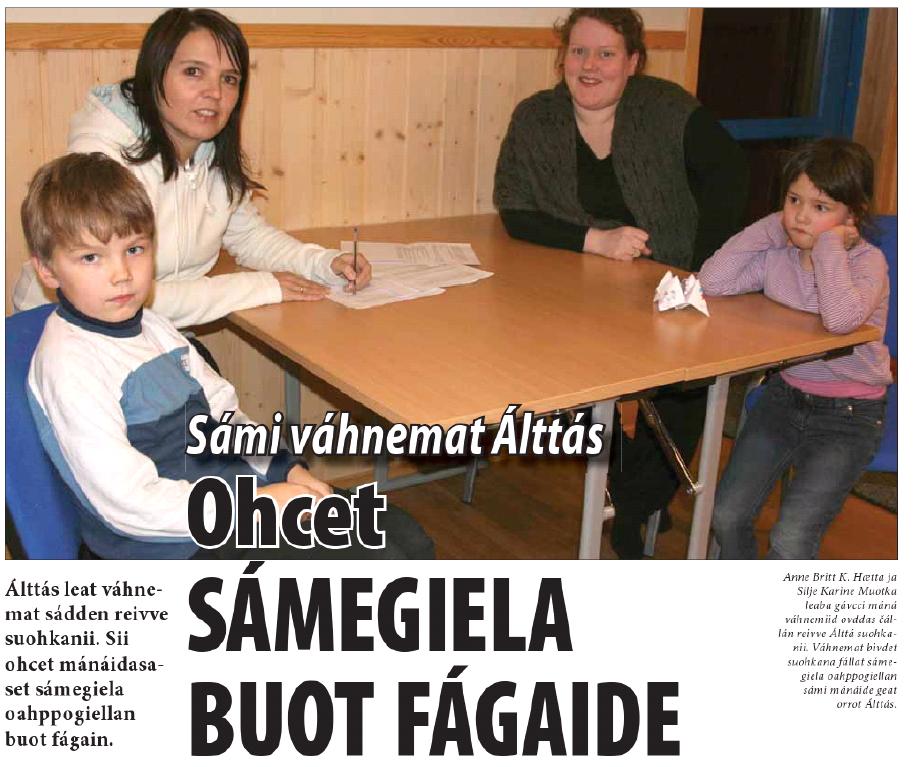 Sámi váhnemat Álttás
Ohcet
SÁMEGIELA
BUOT FÁGAIDE
Álttás leat váhne-
mat sádden reivve
suohkanii. Sii
ohcet mánáidasa-
set sámegiela
oahppogiellan
buot fágain.
Anne Britt K. Hætta ja
Silje Karine Muotka
leaba gávcci máná
váhnemiid ovddas čál-
lán reivve Álttá suohka-
nii. Váhnemat bivdet
suohkana fállat sáme-
giela oahppogiellan
sámi mánáide geat
orrot Álttás.